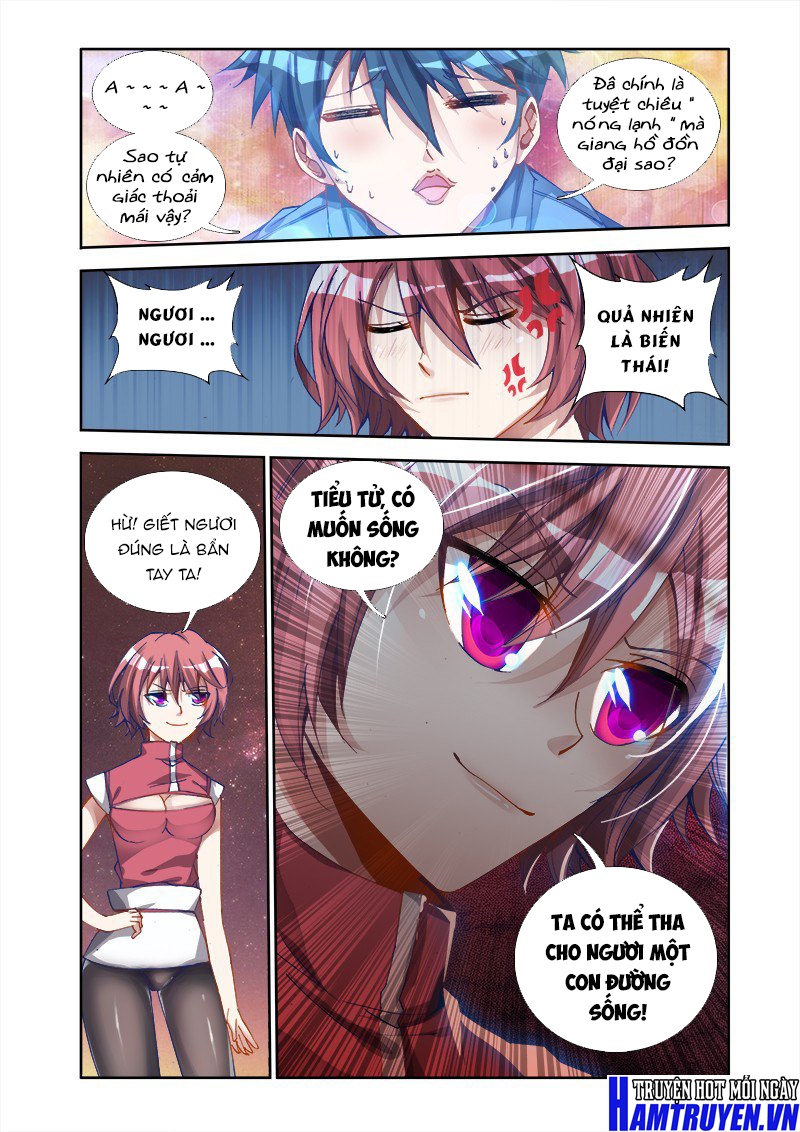 A ~ ~ ~ A ~
~ ~
Sao tự
nhiên có cảm
giác thoải
mái vậy?
Đã chính là
tuyệt chiêu "
nóng lạnh " mà
Giang hồ đồn
đại sao?
NGƯƠI ...
NGƯƠI ...
QUẢ NHIÊN
LÀ BIẾN
THÁI!
HỪ! GIẾT NGƯƠI
ĐÚNG LÀ BẨN
TAY TA!
TIỂU TỬ, CÓ
MUỐN SỐNG
KHÔNG?
TA CÓ THỂ THA
CHO NGƯƠI MỘT
CON ĐƯỜNG
SỐNG!
TRUYỆN HOT MỖI NGÀY
HAMTRUYEN.VN